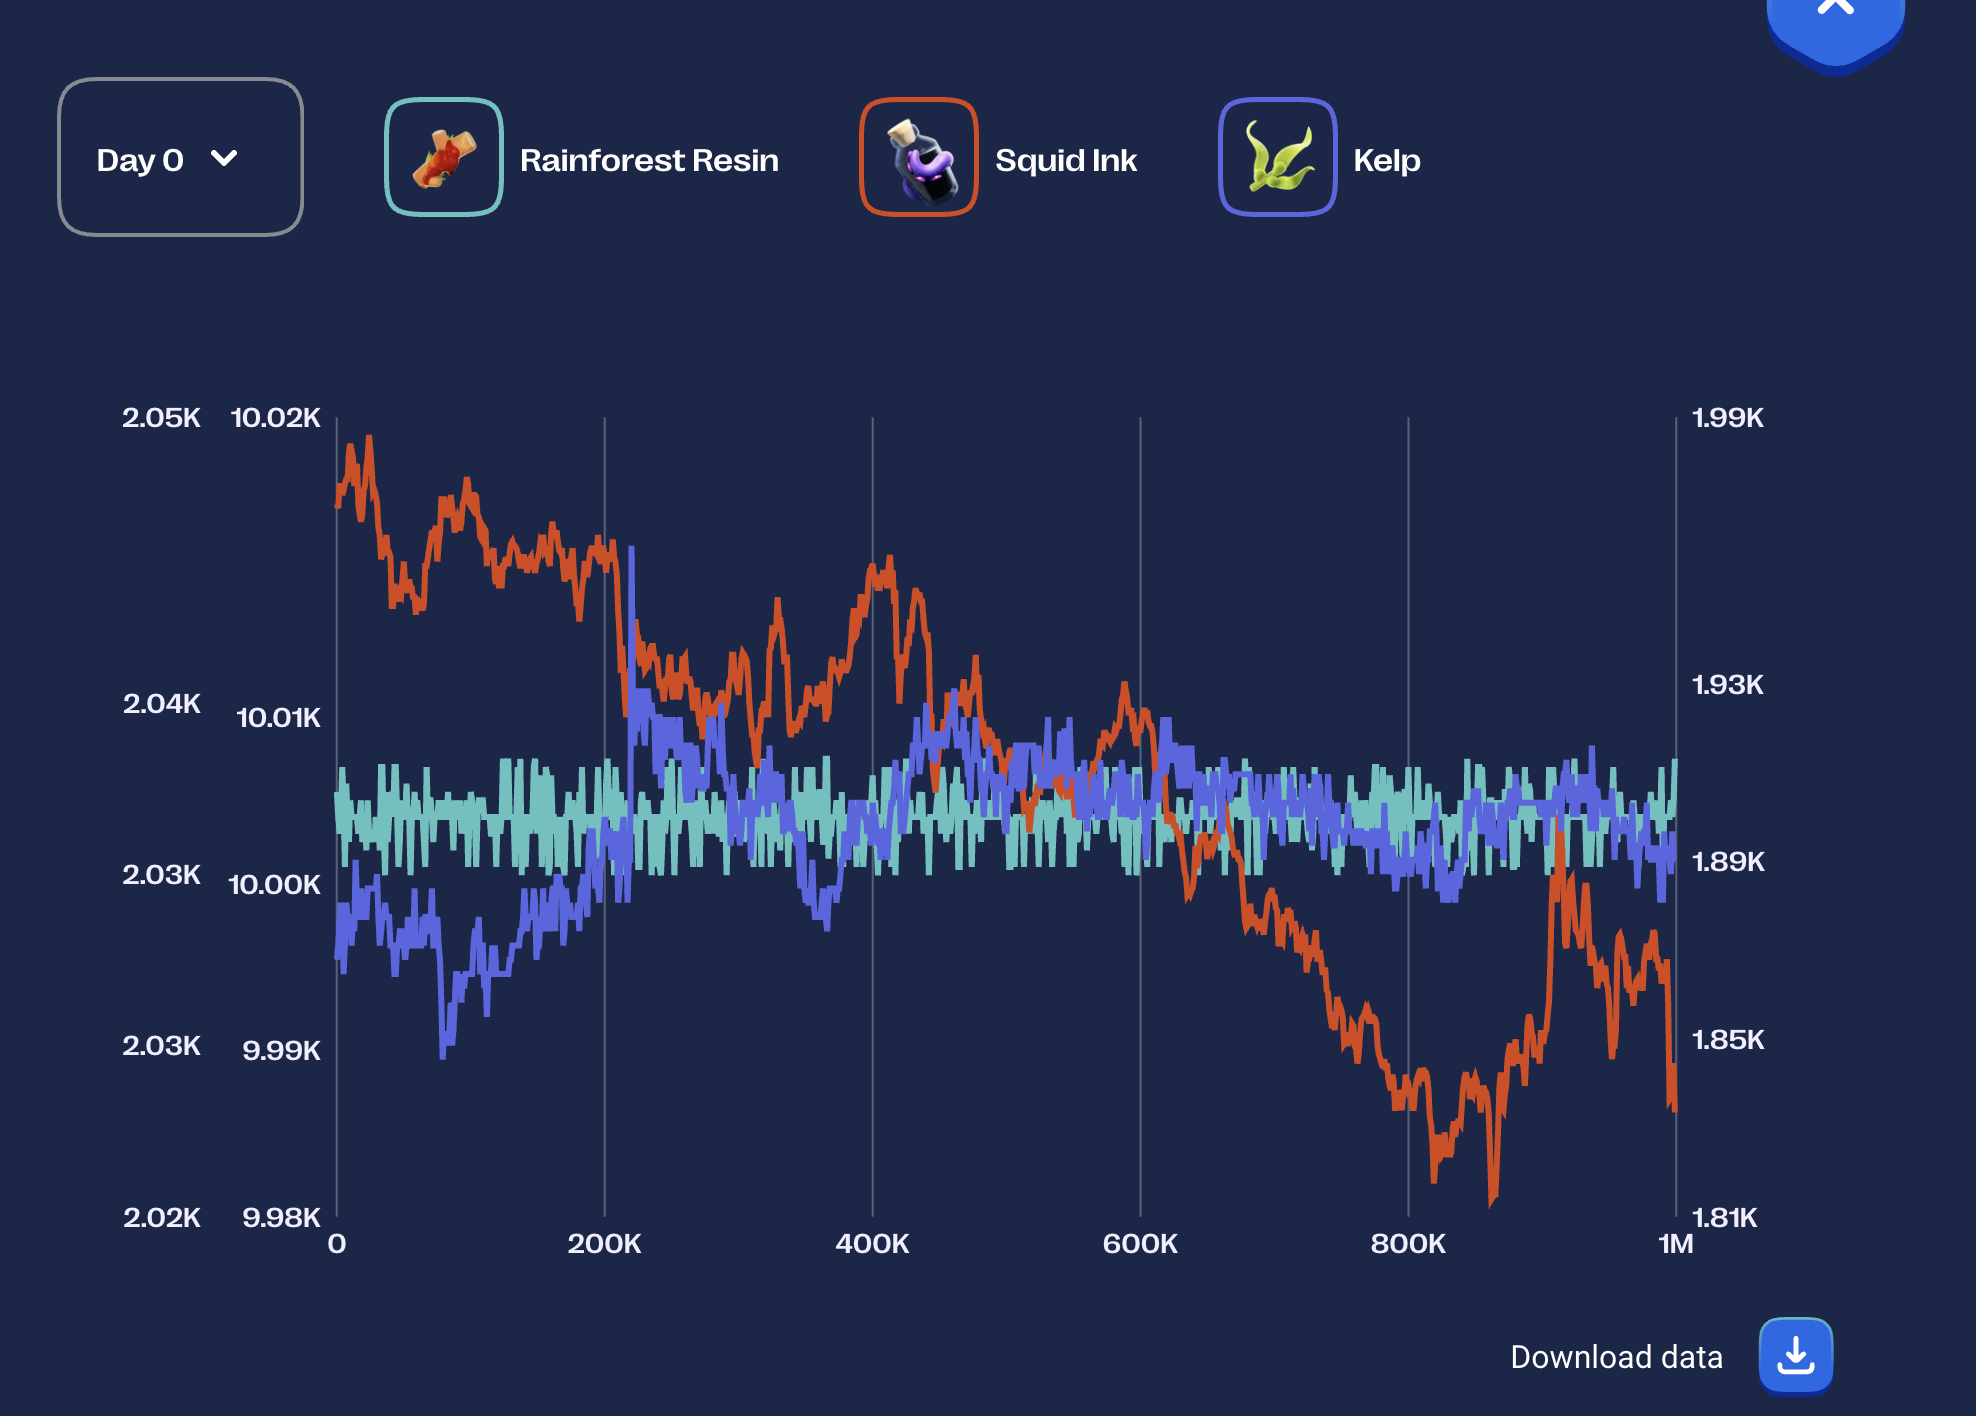 Day 0
Rainforest Resin
Squid Ink
Kelp
2.05K 10.02K 1.99K
2.04K 10.01K 1.93K
2.03K 10.00K 1.89K
2.03K 9.99K 1.85K
2.02K 9.98K 1.81K
0 200K 400K 600K 800K 1M
Download data